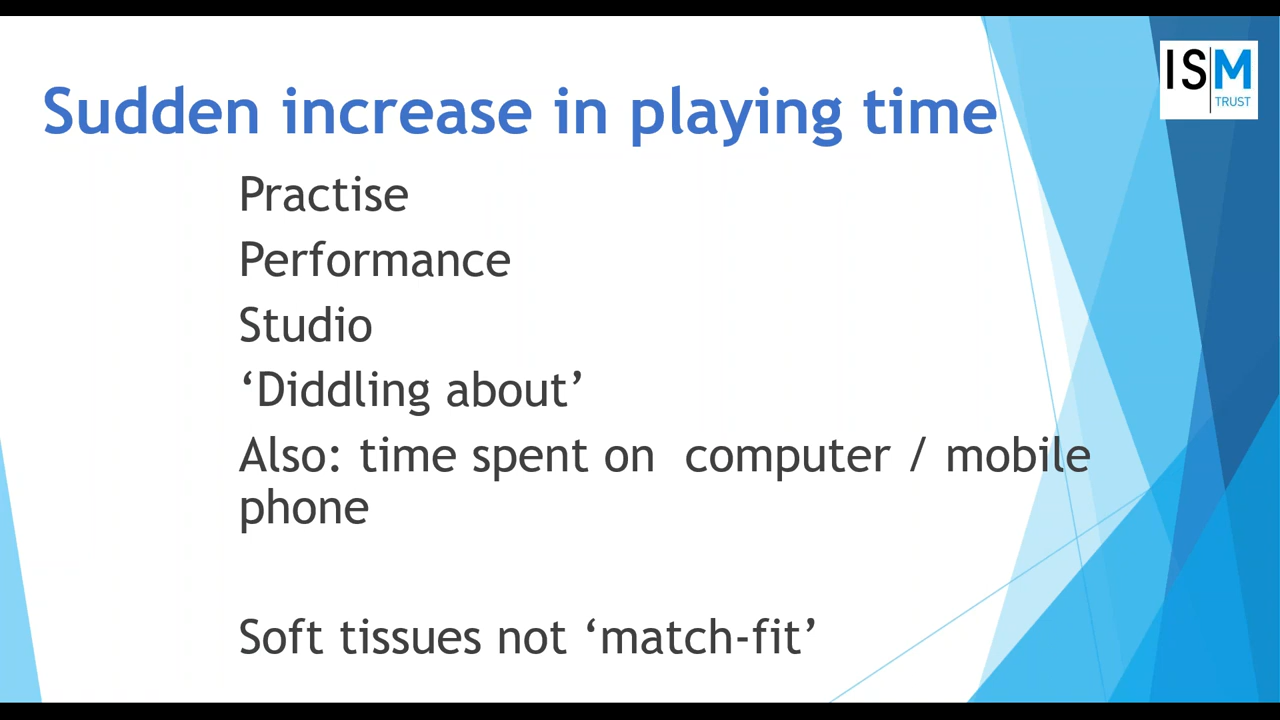 IS|M
TRUST
Sudden increase in playing time
Practise
Performance
Studio
‘Diddling about’
Also: time spent on  computer / mobile
phone
Soft tissues not ‘match-fit’